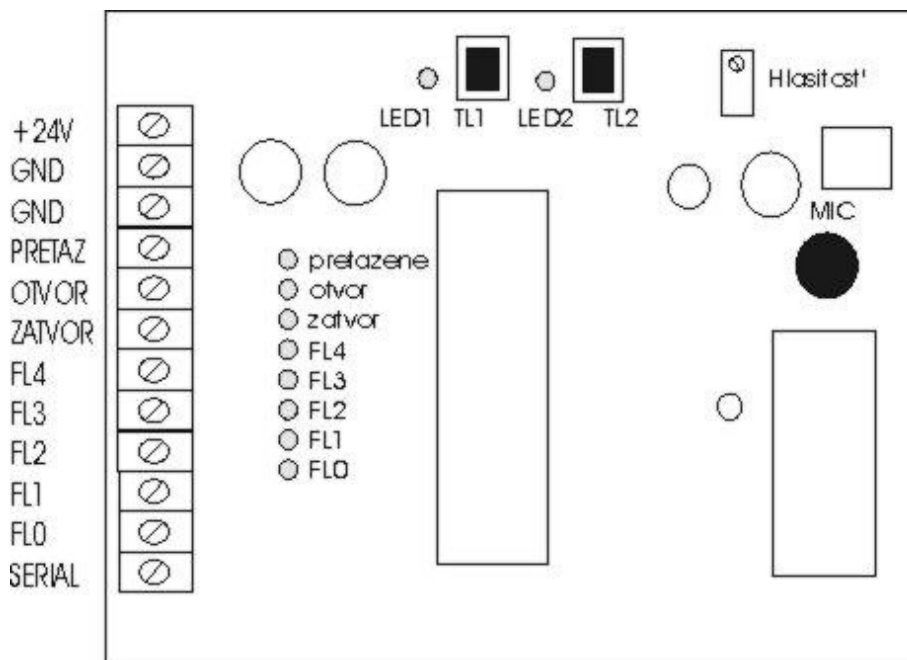 LED1 TL1 LED2 TL2
Hlasitost'
MIC
+24V
GND
GND
PRETAZ
OTVOR
ZATVOR
FL4
FL3
FL2
FL1
FL0
SERIAL
pretazene
otvor
zatvor
FL4
FL3
FL2
FL1
FL0